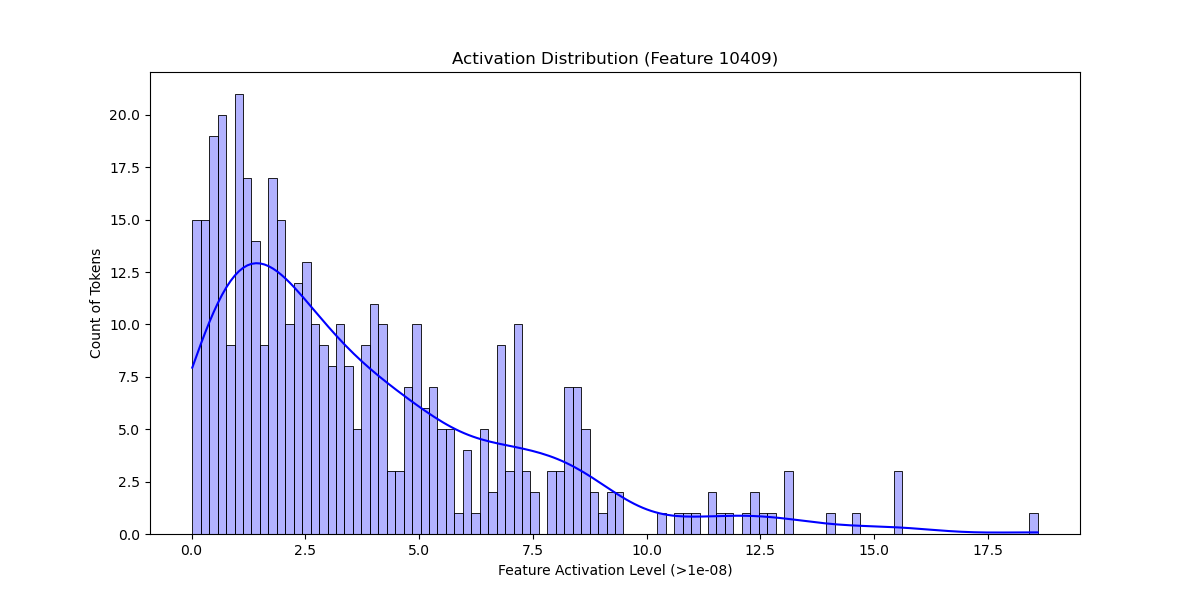 Activation Distribution (Feature 10409)
Count of Tokens
20.0
17.5
15.0
12.5
10.0
7.5
5.0
2.5
0.0
0.0 2.5 5.0 7.5 10.0 12.5 15.0 17.5
Feature Activation Level (>1e-08)